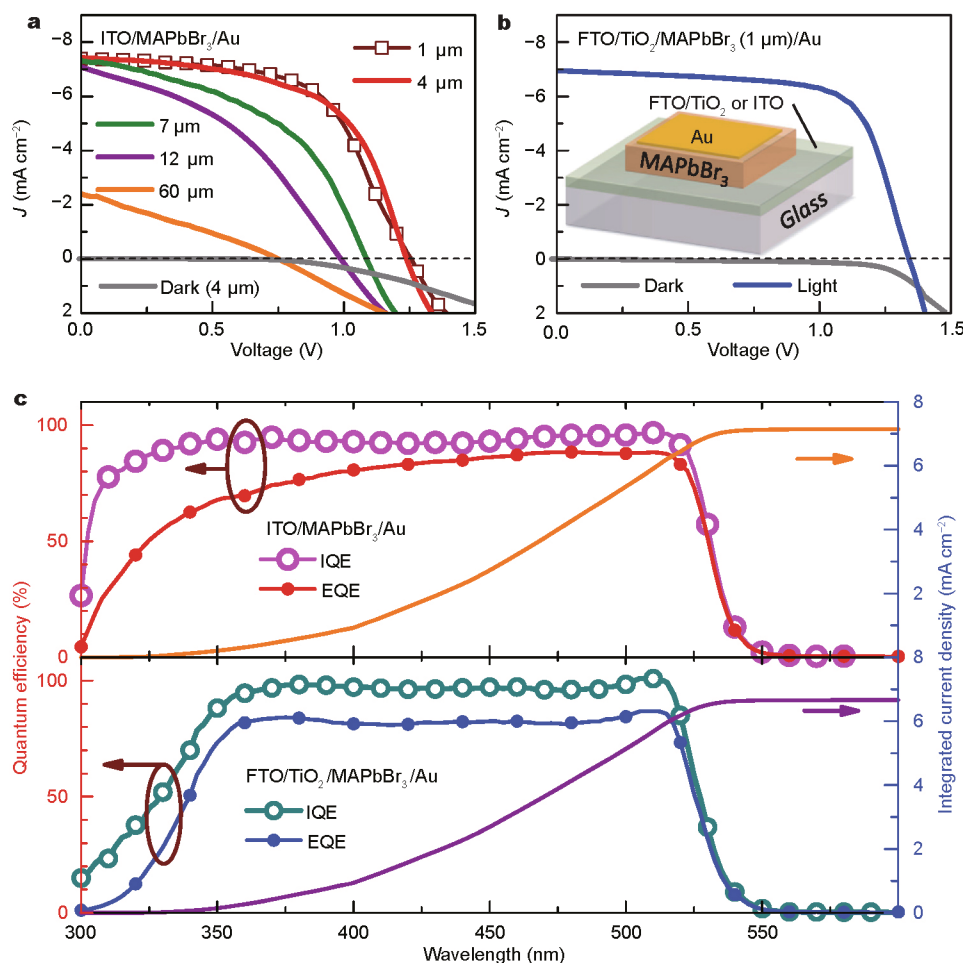 a
ITO/MAPbBr₃/Au
1 µm
4 µm
7 µm
12 µm
60 µm
Dark (4 µm)
J (mA cm⁻²)
−8
−6
−4
−2
0
2
0.0 0.5 1.0 1.5
Voltage (V)
b
FTO/TiO₂/MAPbBr₃ (1 µm)/Au
FTO/TiO₂ or ITO
Au
MAPbBr₃
Glass
Dark
Light
J (mA cm⁻²)
−8
−6
−4
−2
0
2
0.0 0.5 1.0 1.5
Voltage (V)
c
Quantum efficiency (%)
100
50
0
100
50
0
ITO/MAPbBr₃/Au
IQE
EQE
FTO/TiO₂/MAPbBr₃/Au
IQE
EQE
8
6
4
2
8
6
4
2
0
Integrated current density (mA cm⁻²)
300 350 400 450 500 550
Wavelength (nm)